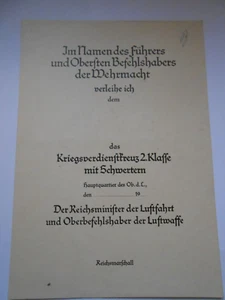 Im Namen des Führers
und Obersten Befehlshabers
der Wehrmacht
verleihe ich
dem
das
Kriegsverdienstkreuz 2. Klasse
mit Schwertern
Hauptquartier des Ob. d. L.,
den 19
Der Reichsminister der Luftfahrt
und Oberbefehlshaber der Luftwaffe
Reichsmarschall